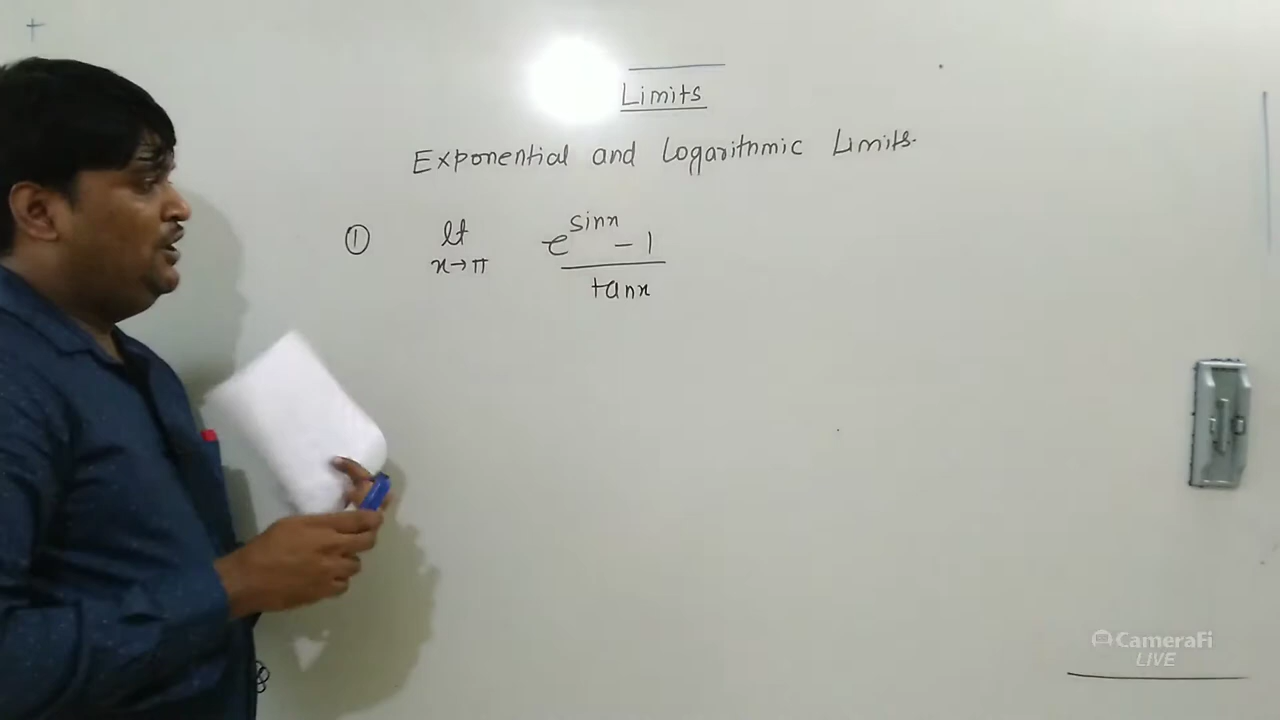 Limits
Exponential and Logarithmic Limits.
① lt x→π e^sinx - 1 / tanx
CameraFi
LIVE